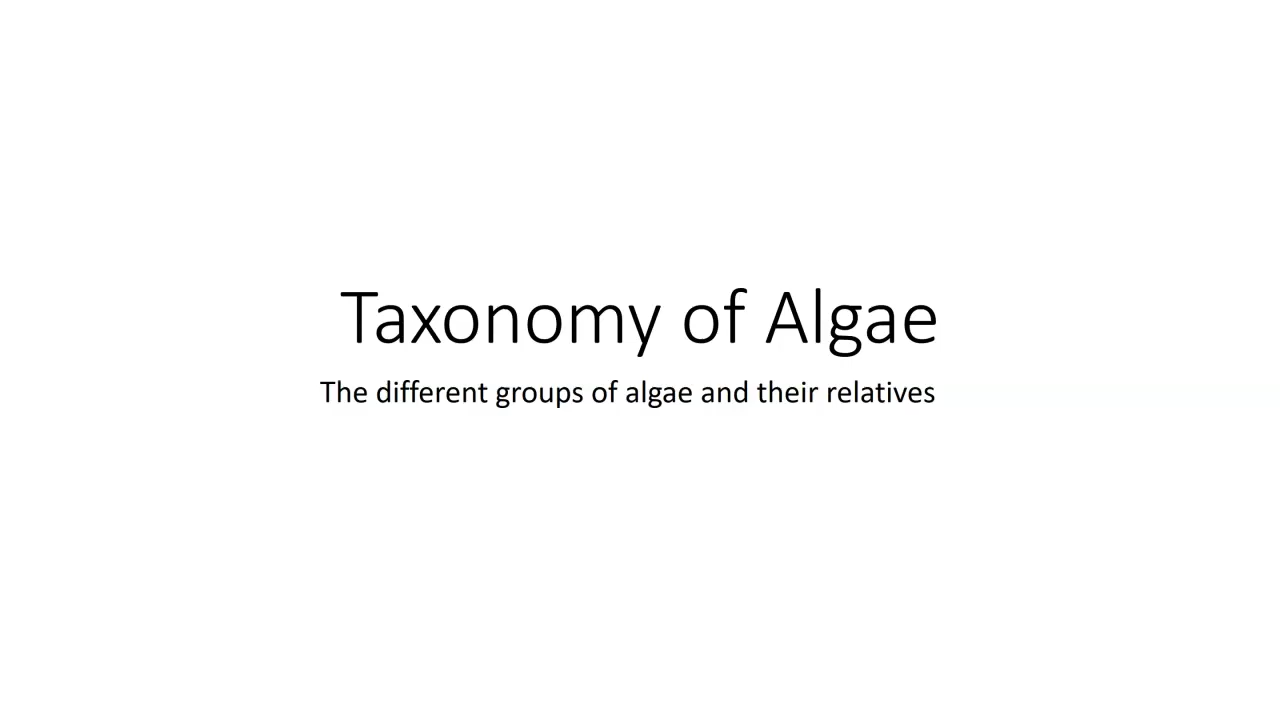 Taxonomy of Algae
The different groups of algae and their relatives